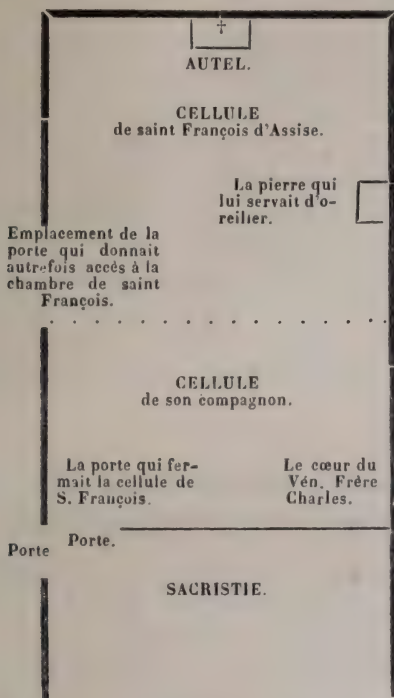 †
AUTEL.
CELLULE
de saint François d'Assise.
La pierre qui
lui servait d'o-
reiller.
Emplacement de la
porte qui donnait
autrefois accès à la
chambre de saint
François.
CELLULE
de son compagnon.
La porte qui fer-
mait la cellule de
S. François.
Le cœur du
Vén. Frère
Charles.
Porte
Porte.
SACRISTIE.